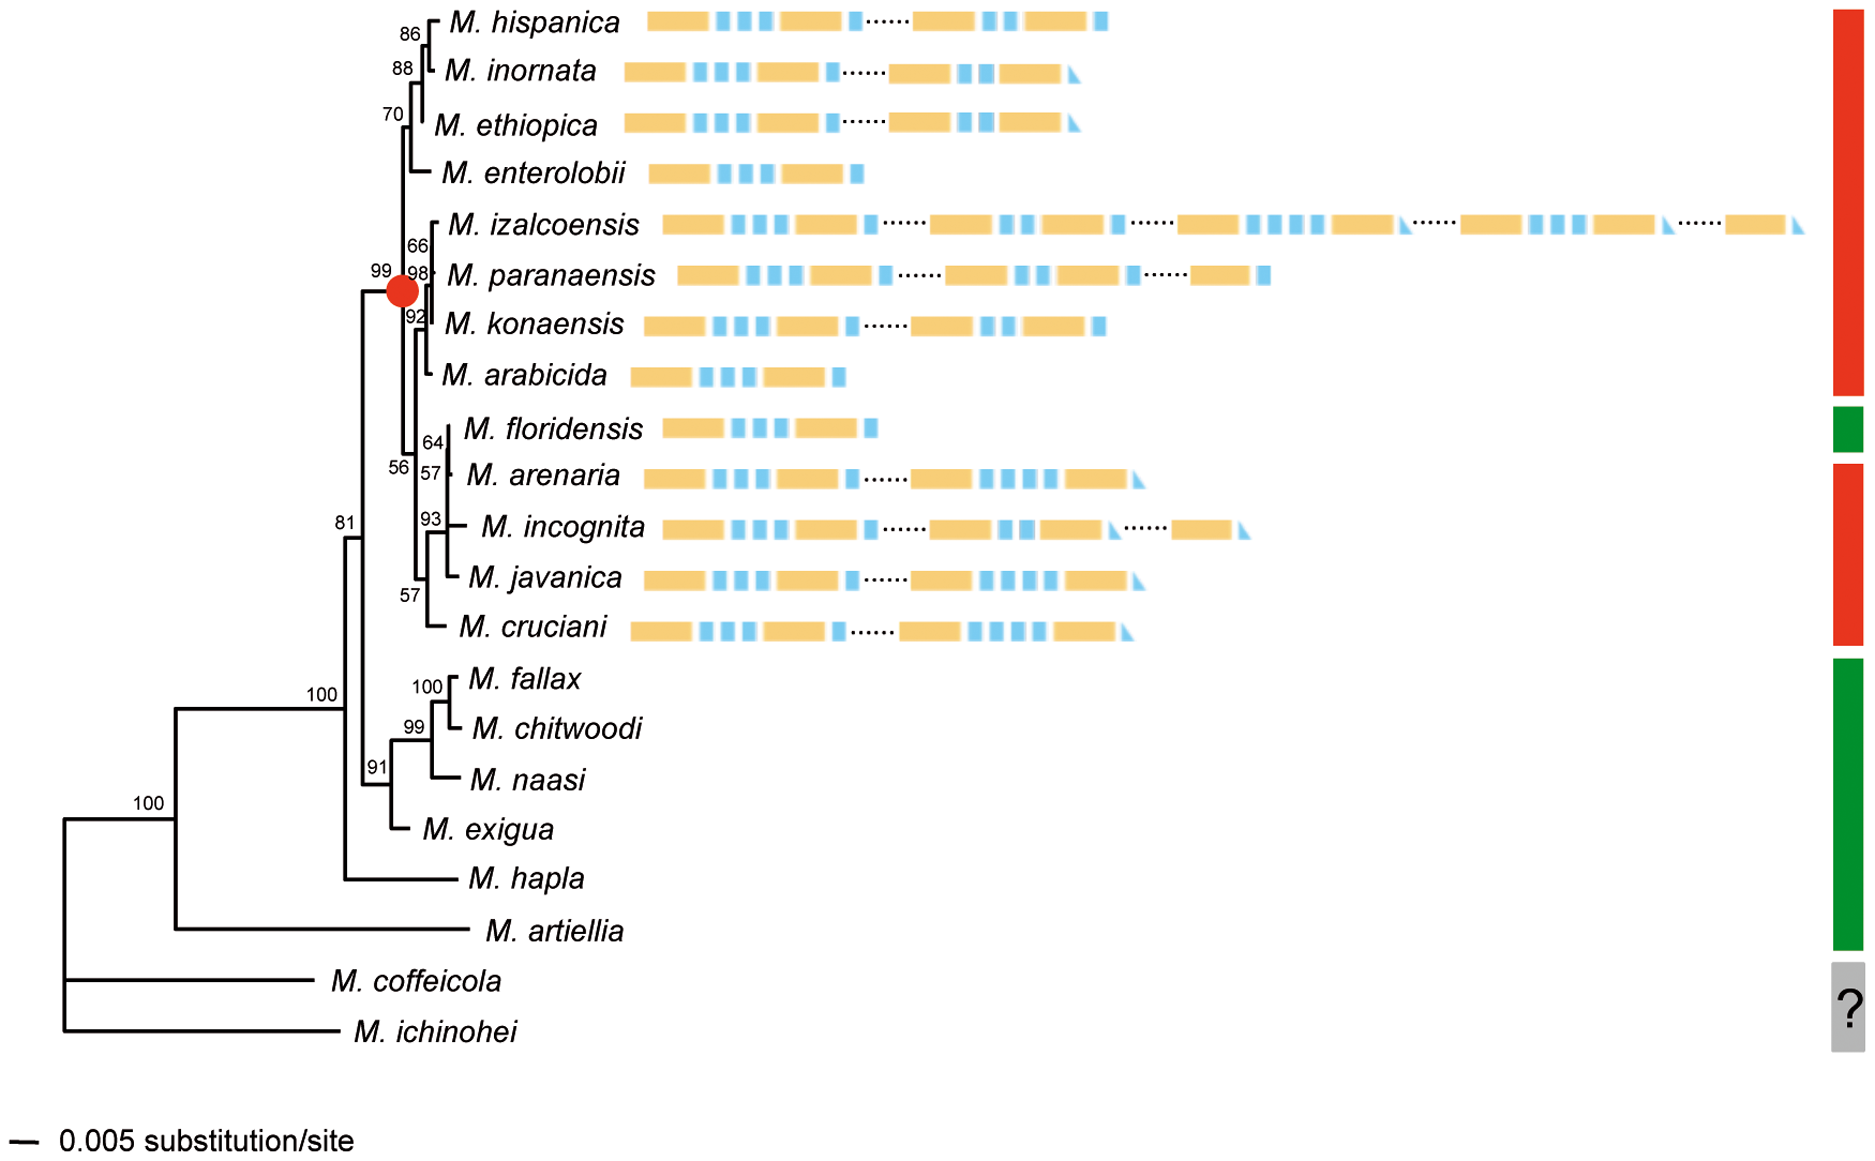 86
M. hispanica
88
M. inornata
70
M. ethiopica
M. enterolobii
66
M. izalcoensis
99
98
M. paranaensis
92
M. konaensis
M. arabicida
64
M. floridensis
56
57
M. arenaria
93
M. incognita
81
57
M. javanica
M. cruciani
100
100
M. fallax
99
M. chitwoodi
91
M. naasi
100
M. exigua
M. hapla
M. artiellia
M. coffeicola
?
M. ichinohei
0.005 substitution/site